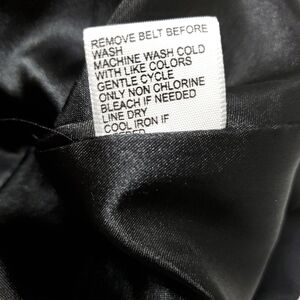 REMOVE BELT BEFORE
WASH
MACHINE WASH COLD
WITH LIKE COLORS
GENTLE CYCLE
ONLY NON CHLORINE
BLEACH IF NEEDED
LINE DRY
COOL IRON IF